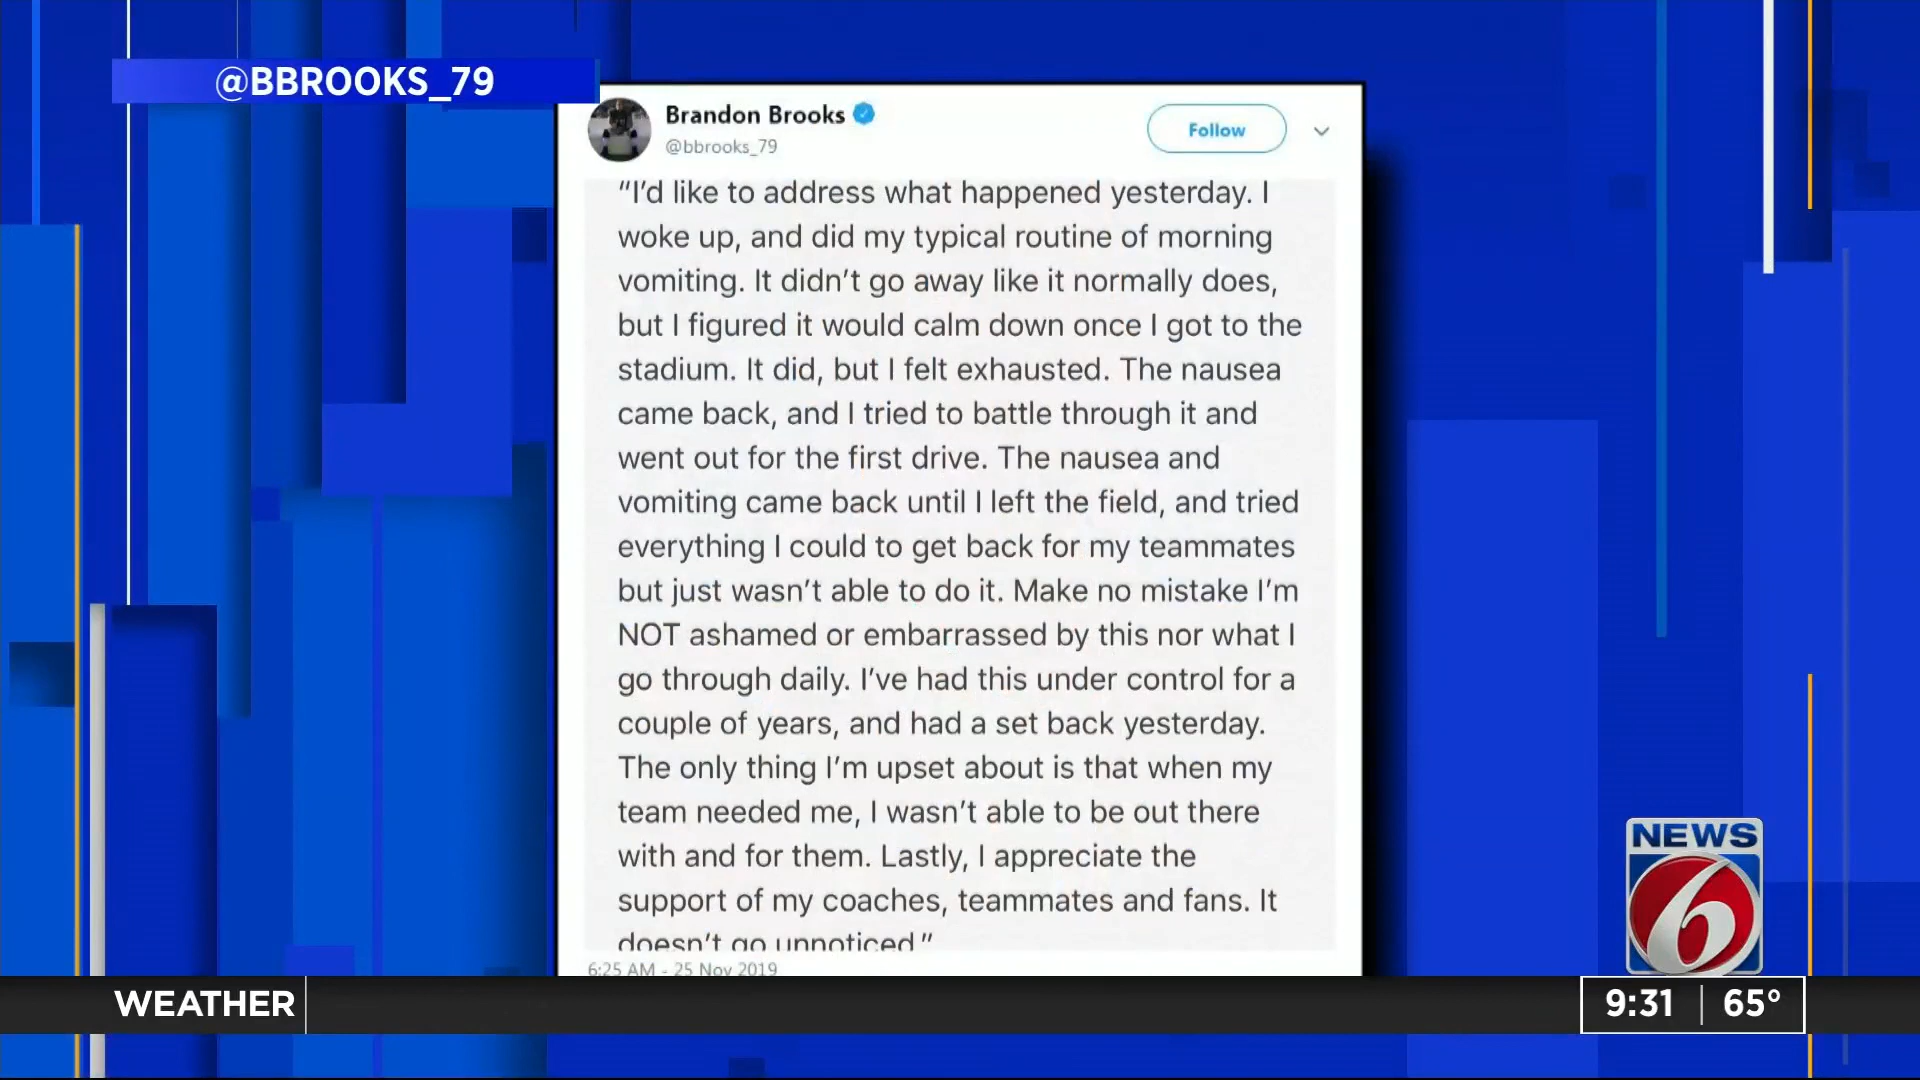 @BBROOKS_79
Brandon Brooks
@bbrooks_79
Follow
“I’d like to address what happened yesterday. I
woke up, and did my typical routine of morning
vomiting. It didn’t go away like it normally does,
but I figured it would calm down once I got to the
stadium. It did, but I felt exhausted. The nausea
came back, and I tried to battle through it and
went out for the first drive. The nausea and
vomiting came back until I left the field, and tried
everything I could to get back for my teammates
but just wasn’t able to do it. Make no mistake I’m
NOT ashamed or embarrassed by this nor what I
go through daily. I’ve had this under control for a
couple of years, and had a set back yesterday.
The only thing I’m upset about is that when my
team needed me, I wasn’t able to be out there
with and for them. Lastly, I appreciate the
support of my coaches, teammates and fans. It
doesn’t go unnoticed.”
6:25 AM - 25 Nov 2019
NEWS
6
WEATHER
9:31 65°